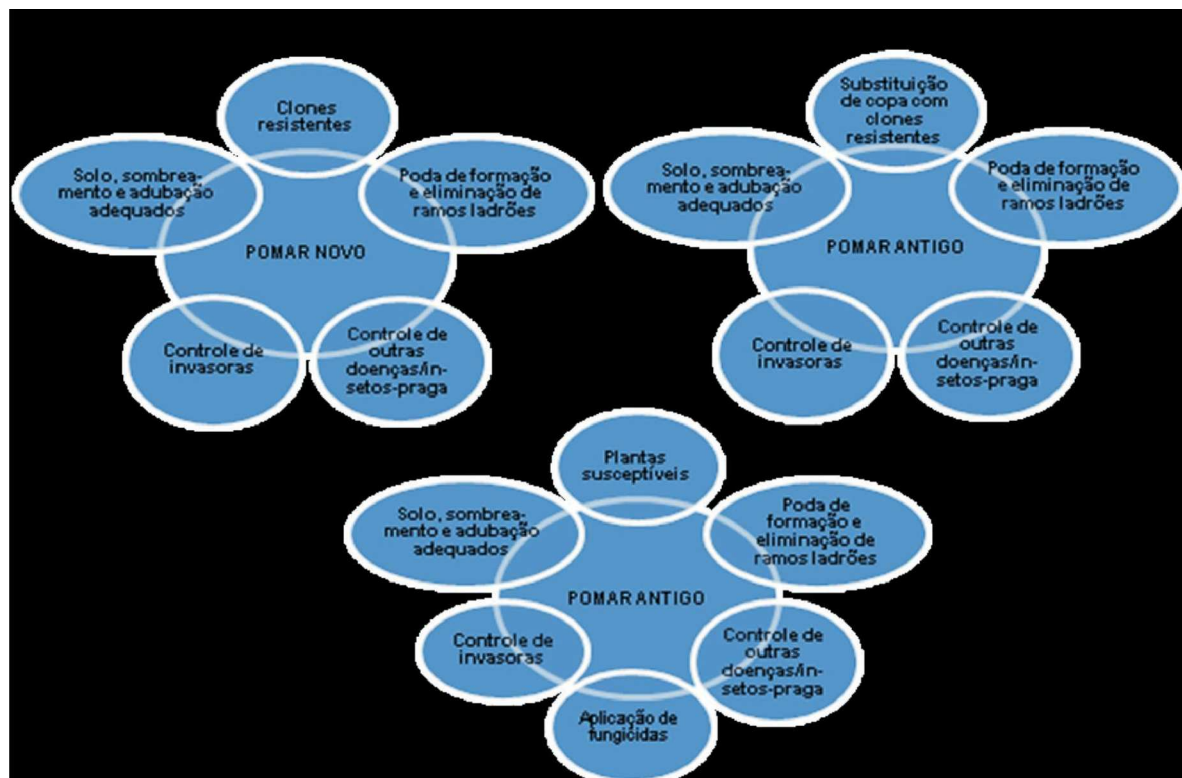 Clones
resistentes
Solo, sombrea-
mento e adubação
adequados
Poda de formação
e eliminação de
ramos ladrões
POMAR NOVO
Controle de
invasoras
Controle de
outras
doenças/in-
setos-praga
Substituição
de copa com
clones
resistentes
Solo, sombrea-
mento e adubação
adequados
Poda de formação
e eliminação de
ramos ladrões
POMAR ANTIGO
Controle de
invasoras
Controle de
outras
doenças/in-
setos-praga
Plantas
susceptíveis
Solo, sombrea-
mento e adubação
adequados
Poda de
formação e
eliminação de
ramos ladrões
POMAR ANTIGO
Controle de
invasoras
Controle de
outras
doenças/in-
setos-praga
Aplicação de
fungicidas